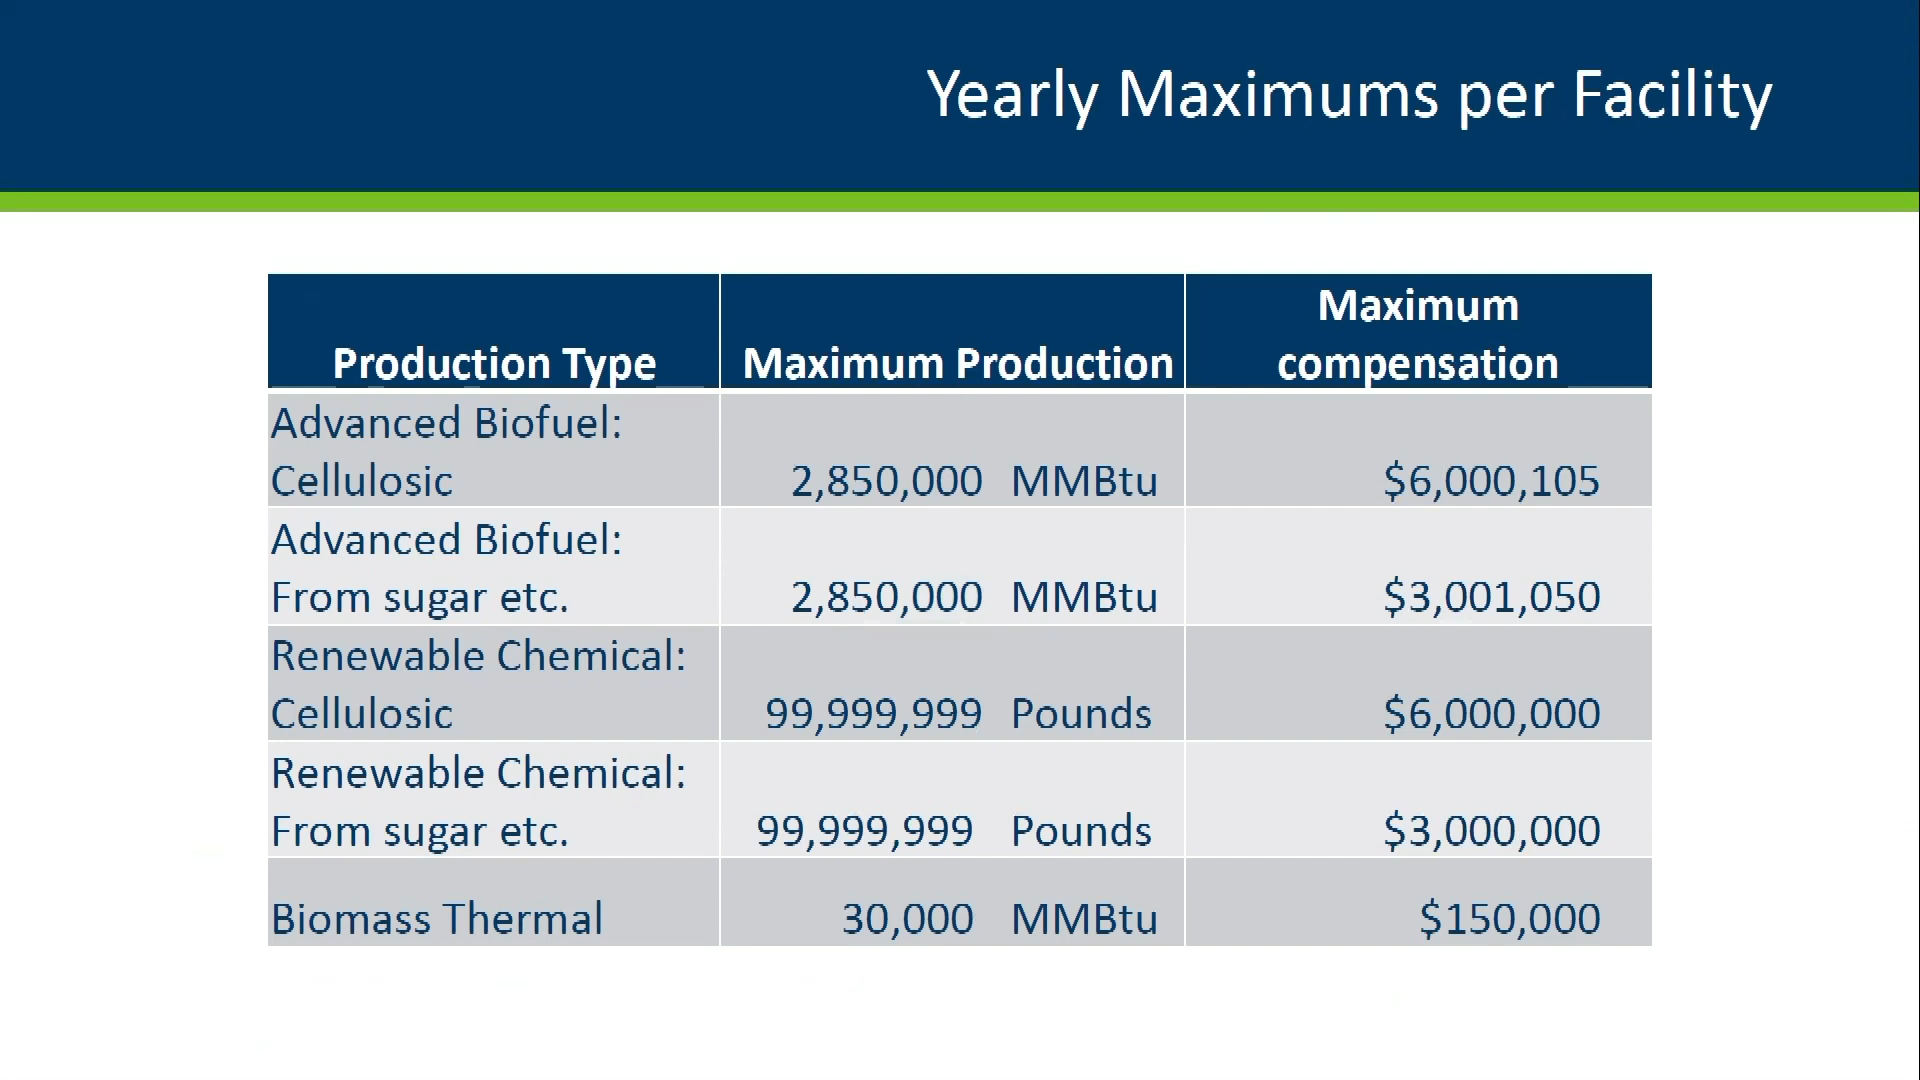 Yearly Maximums per Facility
Production Type Maximum Production Maximum compensation
Advanced Biofuel:
Cellulosic 2,850,000 MMBtu $6,000,105
Advanced Biofuel:
From sugar etc. 2,850,000 MMBtu $3,001,050
Renewable Chemical:
Cellulosic 99,999,999 Pounds $6,000,000
Renewable Chemical:
From sugar etc. 99,999,999 Pounds $3,000,000
Biomass Thermal 30,000 MMBtu $150,000